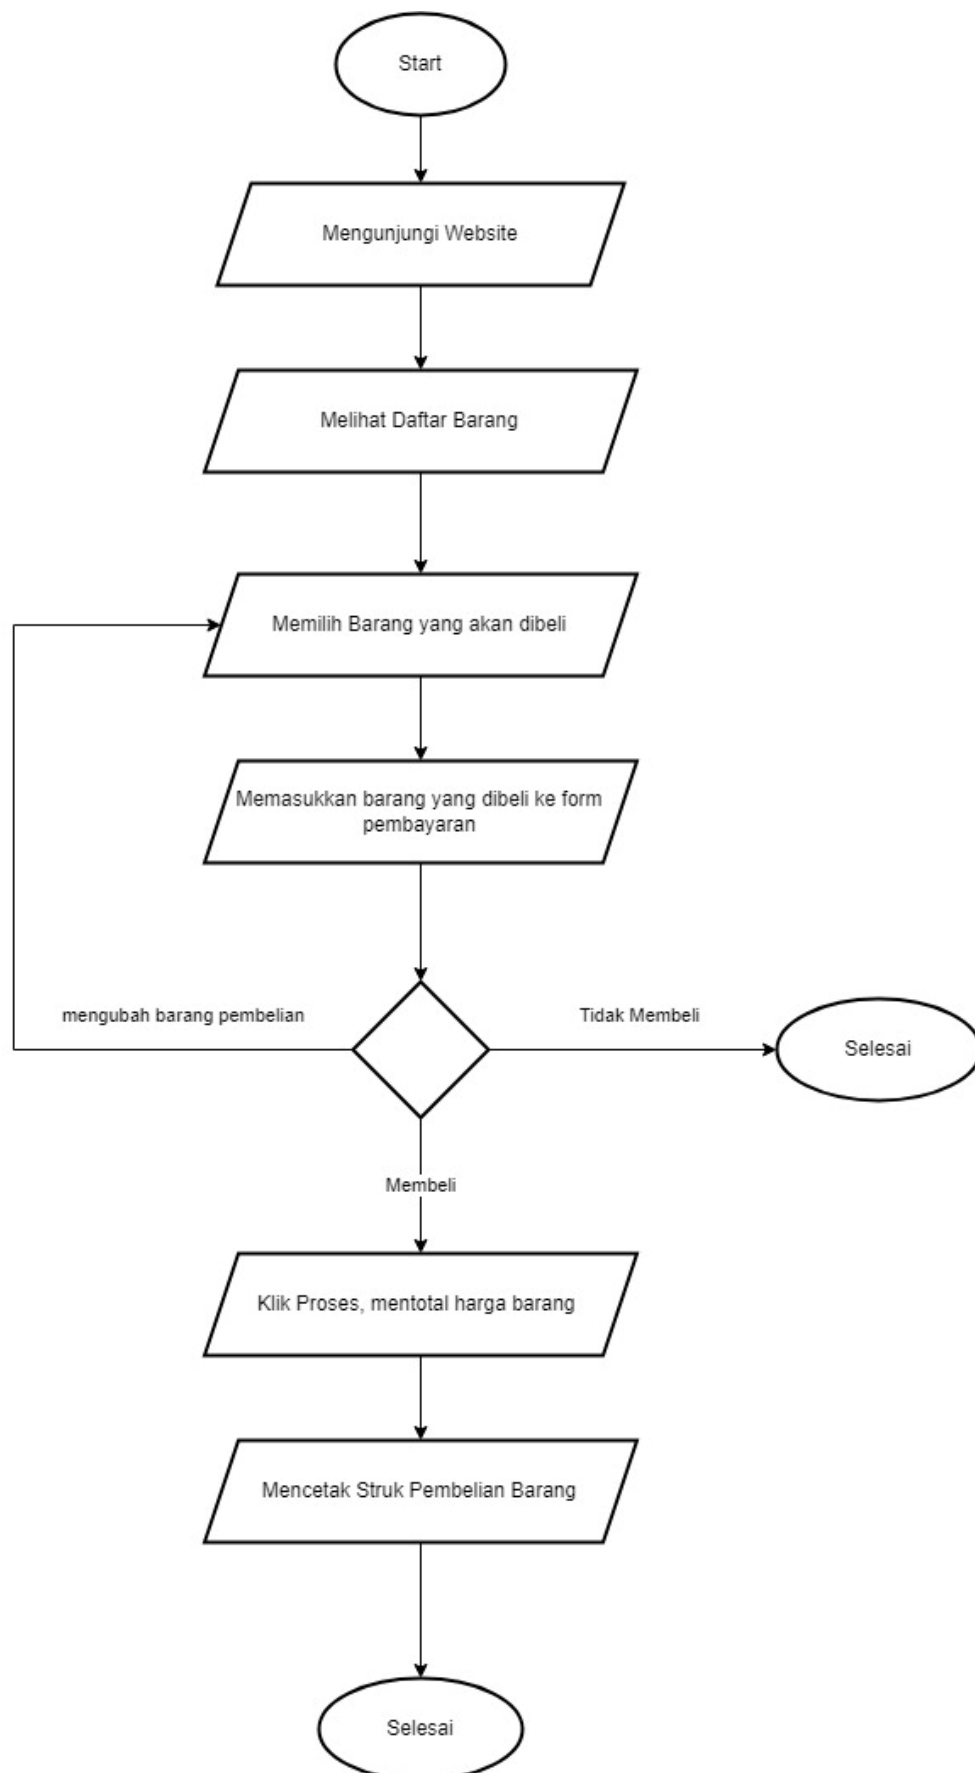 Start
Mengunjungi Website
Melihat Daftar Barang
Memilih Barang yang akan dibeli
Memasukkan barang yang dibeli ke form
pembayaran
mengubah barang pembelian
Tidak Membeli
Selesai
Membeli
Klik Proses, mentotal harga barang
Mencetak Struk Pembelian Barang
Selesai